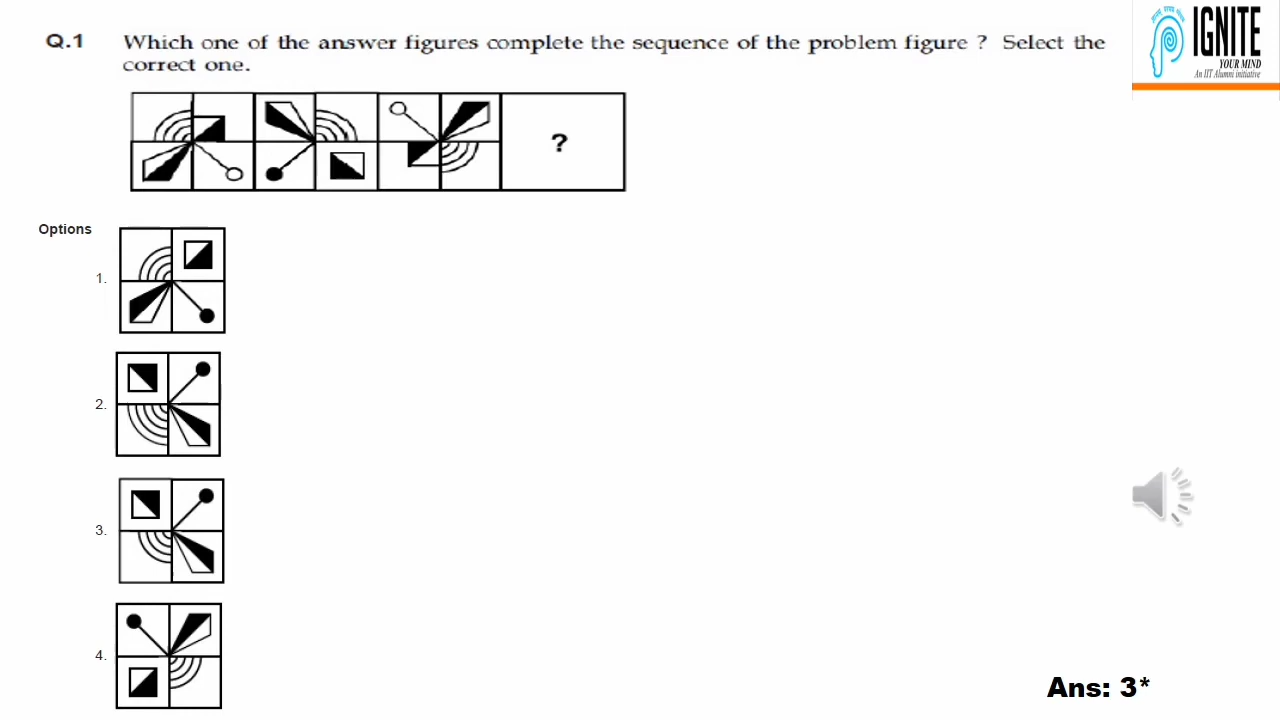 Q.1 Which one of the answer figures complete the sequence of the problem figure ? Select the
correct one.
IGNITE
YOUR MIND
An IIT Alumni initiative
?
Options
1.
2.
3.
4.
Ans: 3*